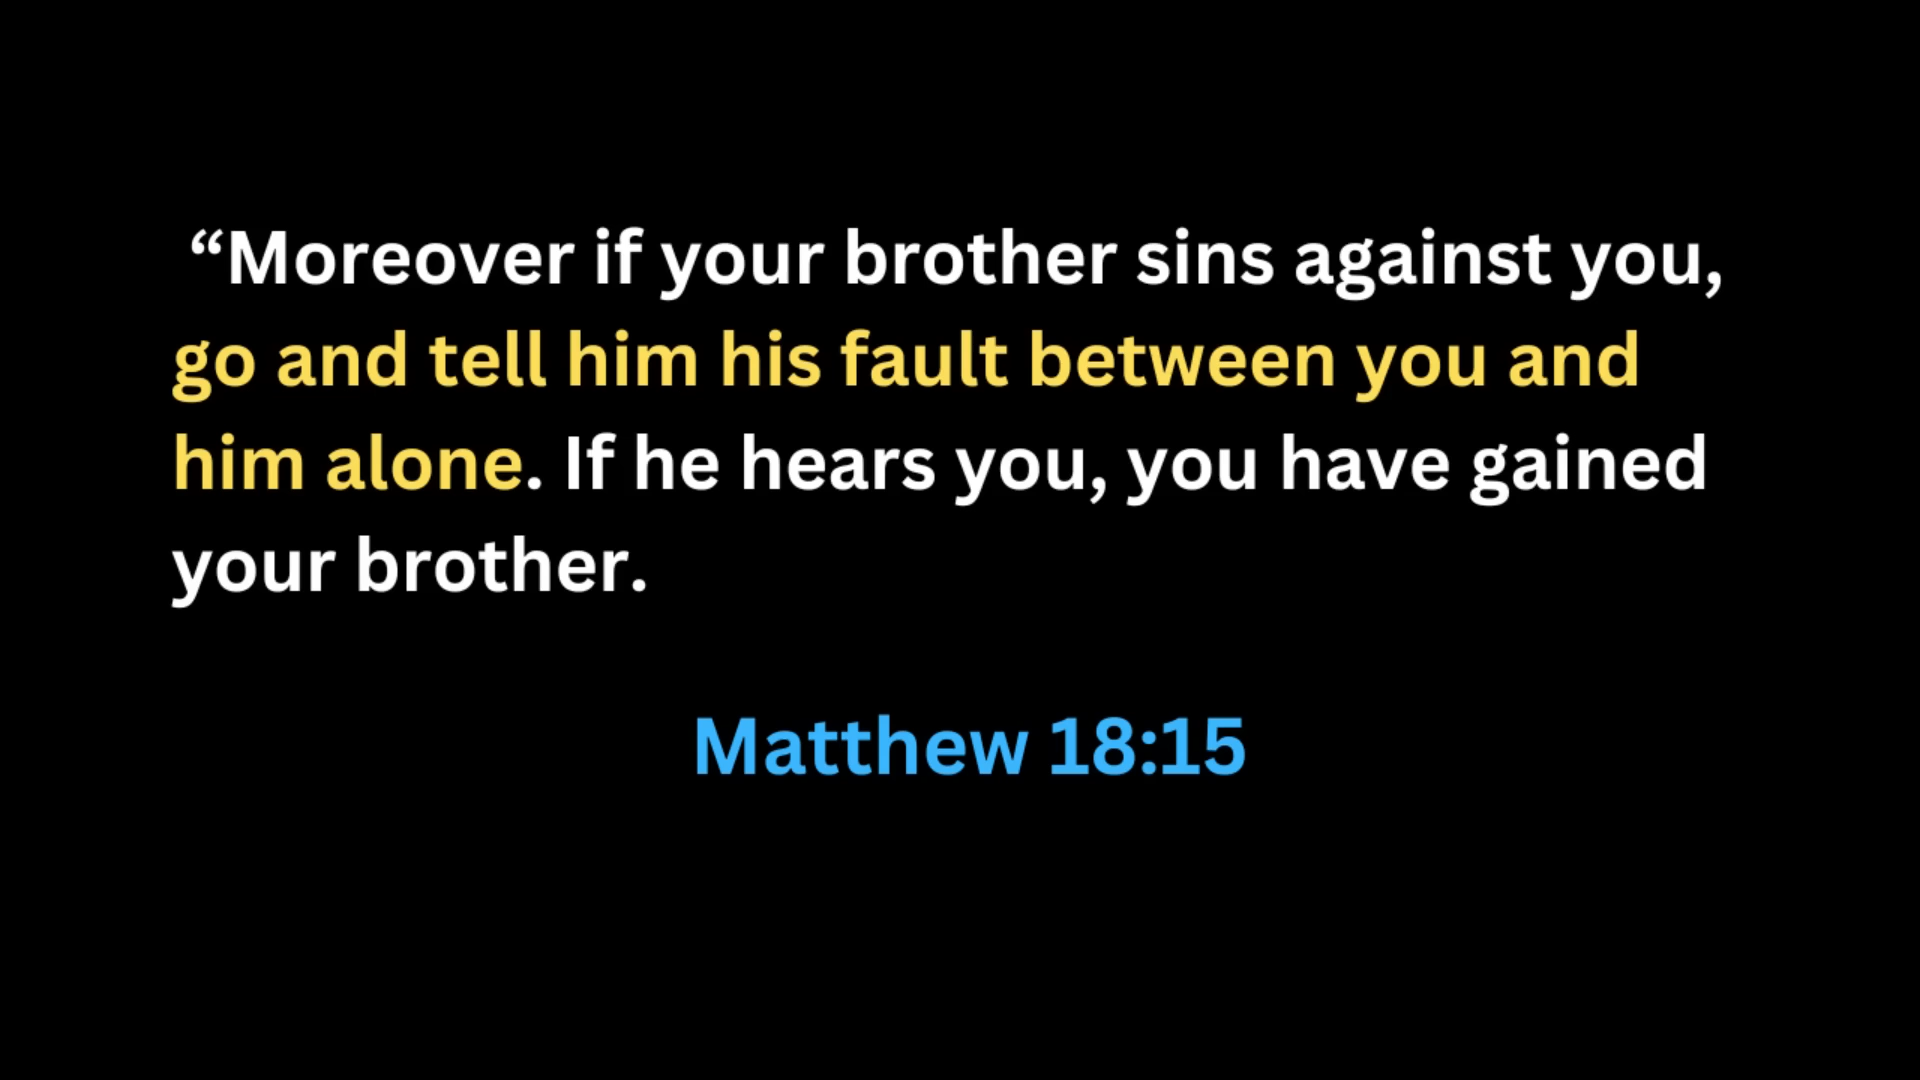 “Moreover if your brother sins against you,
go and tell him his fault between you and
him alone. If he hears you, you have gained
your brother.
Matthew 18:15